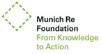 Munich Re
Foundation
From Knowledge
to Action